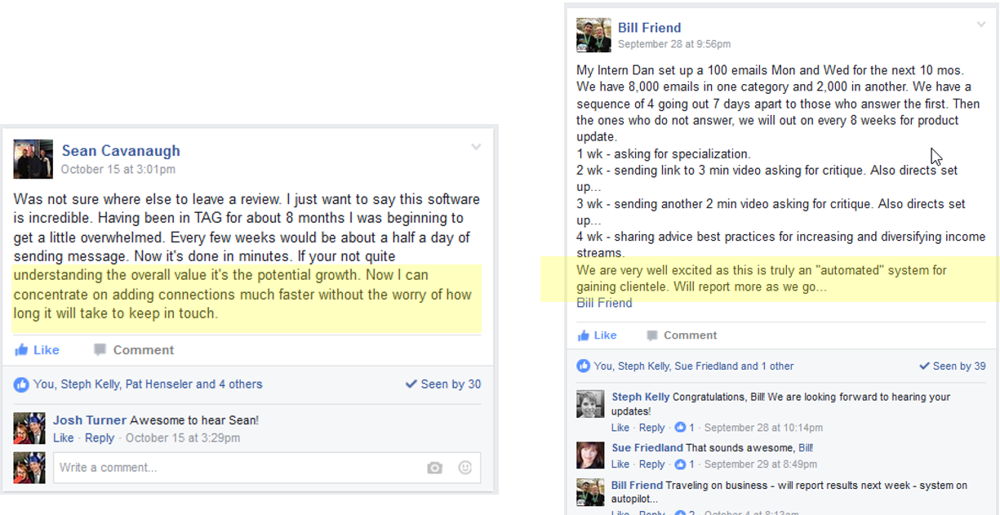 Sean Cavanaugh
October 15 at 3:01pm
Was not sure where else to leave a review. I just want to say this software
is incredible. Having been in TAG for about 8 months I was beginning to
get a little overwhelmed. Every few weeks would be about a half a day of
sending message. Now it's done in minutes. If your not quite
understanding the overall value it's the potential growth. Now I can
concentrate on adding connections much faster without the worry of how
long it will take to keep in touch.
Like Comment
You, Steph Kelly, Pat Henseler and 4 others Seen by 30
Josh Turner Awesome to hear Sean!
Like · Reply · October 15 at 3:29pm
Write a comment...
Bill Friend
September 28 at 9:56pm
My Intern Dan set up a 100 emails Mon and Wed for the next 10 mos.
We have 8,000 emails in one category and 2,000 in another. We have a
sequence of 4 going out 7 days apart to those who answer the first. Then
the ones who do not answer, we will out on every 8 weeks for product
update.
1 wk - asking for specialization.
2 wk - sending link to 3 min video asking for critique. Also directs set
up...
3 wk - sending another 2 min video asking for critique. Also directs set
up...
4 wk - sharing advice best practices for increasing and diversifying income
streams.
We are very well excited as this is truly an "automated" system for
gaining clientele. Will report more as we go...
Bill Friend
Like Comment
You, Steph Kelly, Sue Friedland and 1 other Seen by 39
Steph Kelly Congratulations, Bill! We are looking forward to hearing your
updates!
Like · Reply · 1 · September 28 at 10:14pm
Sue Friedland That sounds awesome, Bill!
Like · Reply · 1 · September 29 at 8:49pm
Bill Friend Traveling on business - will report results next week - system on
autopilot...
Like · Reply · 2 · October 4 at 8:13am